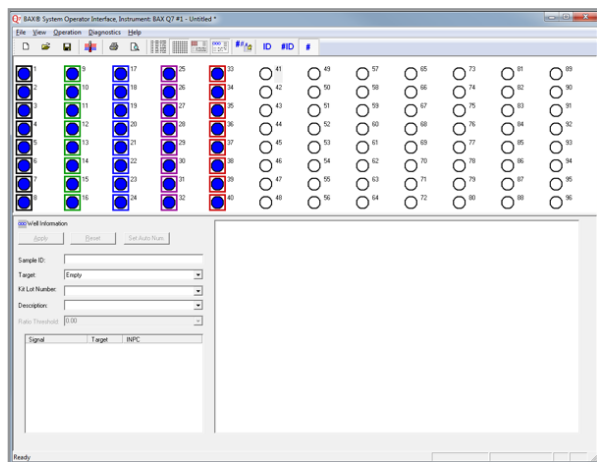 BAX® System Operator Interface, Instrument: BAX Q7 #1 - Untitled *
File View Operation Diagnostics Help
ID #ID #
1 9 17 25 33 41 49 57 65 73 81 89
2 10 18 26 34 42 50 58 66 74 82 90
3 11 19 27 35 43 51 59 67 75 83 91
4 12 20 28 36 44 52 60 68 76 84 92
5 13 21 29 37 45 53 61 69 77 85 93
6 14 22 30 38 46 54 62 70 78 86 94
7 15 23 31 39 47 55 63 71 79 87 95
8 16 24 32 40 48 56 64 72 80 88 96
Well Information
Apply Reset Set Auto Num
Sample ID:
Target: Empty
Kit Lot Number:
Description:
Ratio Threshold 0.00
Signal Target INPC
Ready